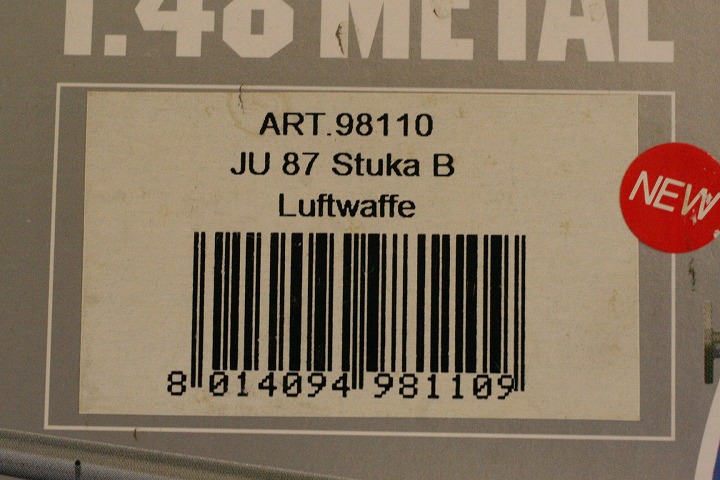 1:48 METAL
ART.98110
JU 87 Stuka B
Luftwaffe
NEW
8 014094 981109